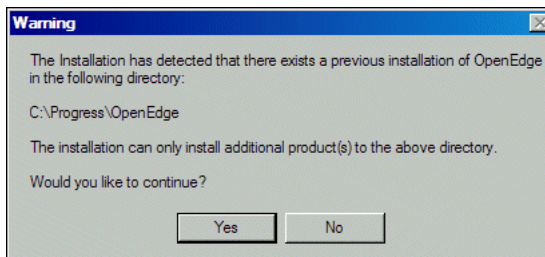 Warning
The Installation has detected that there exists a previous installation of OpenEdge
in the following directory:
C:\Progress\OpenEdge
The installation can only install additional product(s) to the above directory.
Would you like to continue?
Yes No